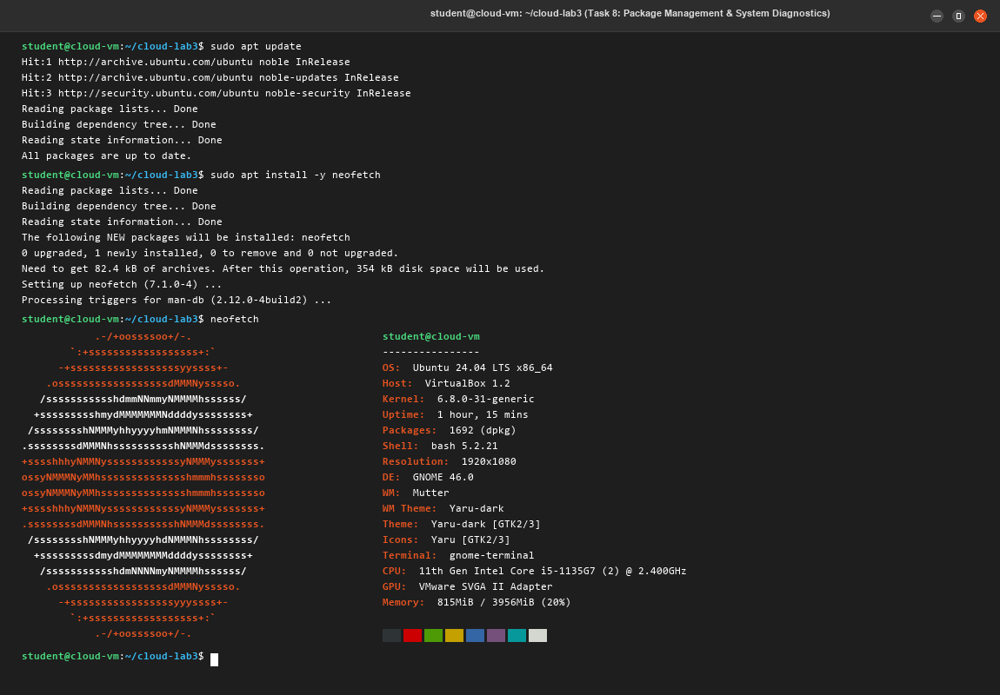 student@cloud-vm: ~/cloud-lab3 (Task 8: Package Management & System Diagnostics)
student@cloud-vm:~/cloud-lab3$ sudo apt update
Hit:1 http://archive.ubuntu.com/ubuntu noble InRelease
Hit:2 http://archive.ubuntu.com/ubuntu noble-updates InRelease
Hit:3 http://security.ubuntu.com/ubuntu noble-security InRelease
Reading package lists... Done
Building dependency tree... Done
Reading state information... Done
All packages are up to date.
student@cloud-vm:~/cloud-lab3$ sudo apt install -y neofetch
Reading package lists... Done
Building dependency tree... Done
Reading state information... Done
The following NEW packages will be installed: neofetch
0 upgraded, 1 newly installed, 0 to remove and 0 not upgraded.
Need to get 82.4 kB of archives. After this operation, 354 kB disk space will be used.
Setting up neofetch (7.1.0-4) ...
Processing triggers for man-db (2.12.0-4build2) ...
student@cloud-vm:~/cloud-lab3$ neofetch
.-/+oossssoo+/-.
`:+ssssssssssssssssss+:`
-+ssssssssssssssssssyyssss+-
.ossssssssssssssssssdMMMNysssso.
/ssssssssssshdmmNNmmyNMMMMhssssss/
+ssssssssshmydMMMMMMMNddddyssssssss+
/sssssssshNMMMyhhyyyyhmNMMMNhssssssss/
.ssssssssdMMMNhsssssssssshNMMMdssssssss.
+sssshhhyNMMNyssssssssssssyNMMMysssssss+
ossyNMMMNyMMhsssssssssssssshmmmhssssssso
ossyNMMMNyMMhsssssssssssssshmmmhssssssso
+sssshhhyNMMNyssssssssssssyNMMMysssssss+
.ssssssssdMMMNhsssssssssshNMMMdssssssss.
/sssssssshNMMMyhhyyyyhdNMMMNhssssssss/
+sssssssssdmydMMMMMMMMddddyssssssss+
/ssssssssssshdmNNNNmyNMMMMhssssss/
.ossssssssssssssssssdMMMNysssso.
-+sssssssssssssssssyyyssss+-
`:+ssssssssssssssssss+:`
.-/+oossssoo+/-.
student@cloud-vm
----------------
OS: Ubuntu 24.04 LTS x86_64
Host: VirtualBox 1.2
Kernel: 6.8.0-31-generic
Uptime: 1 hour, 15 mins
Packages: 1692 (dpkg)
Shell: bash 5.2.21
Resolution: 1920x1080
DE: GNOME 46.0
WM: Mutter
WM Theme: Yaru-dark
Theme: Yaru-dark [GTK2/3]
Icons: Yaru [GTK2/3]
Terminal: gnome-terminal
CPU: 11th Gen Intel Core i5-1135G7 (2) @ 2.400GHz
GPU: VMware SVGA II Adapter
Memory: 815MiB / 3956MiB (20%)
student@cloud-vm:~/cloud-lab3$